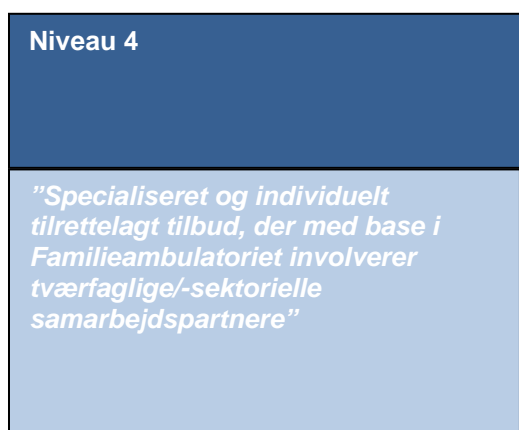 Niveau 4
”Specialiseret og individuelt
tilrettelagt tilbud, der med base i
Familieambulatoriet involverer
tværfaglige/-sektorielle
samarbejdspartnere”